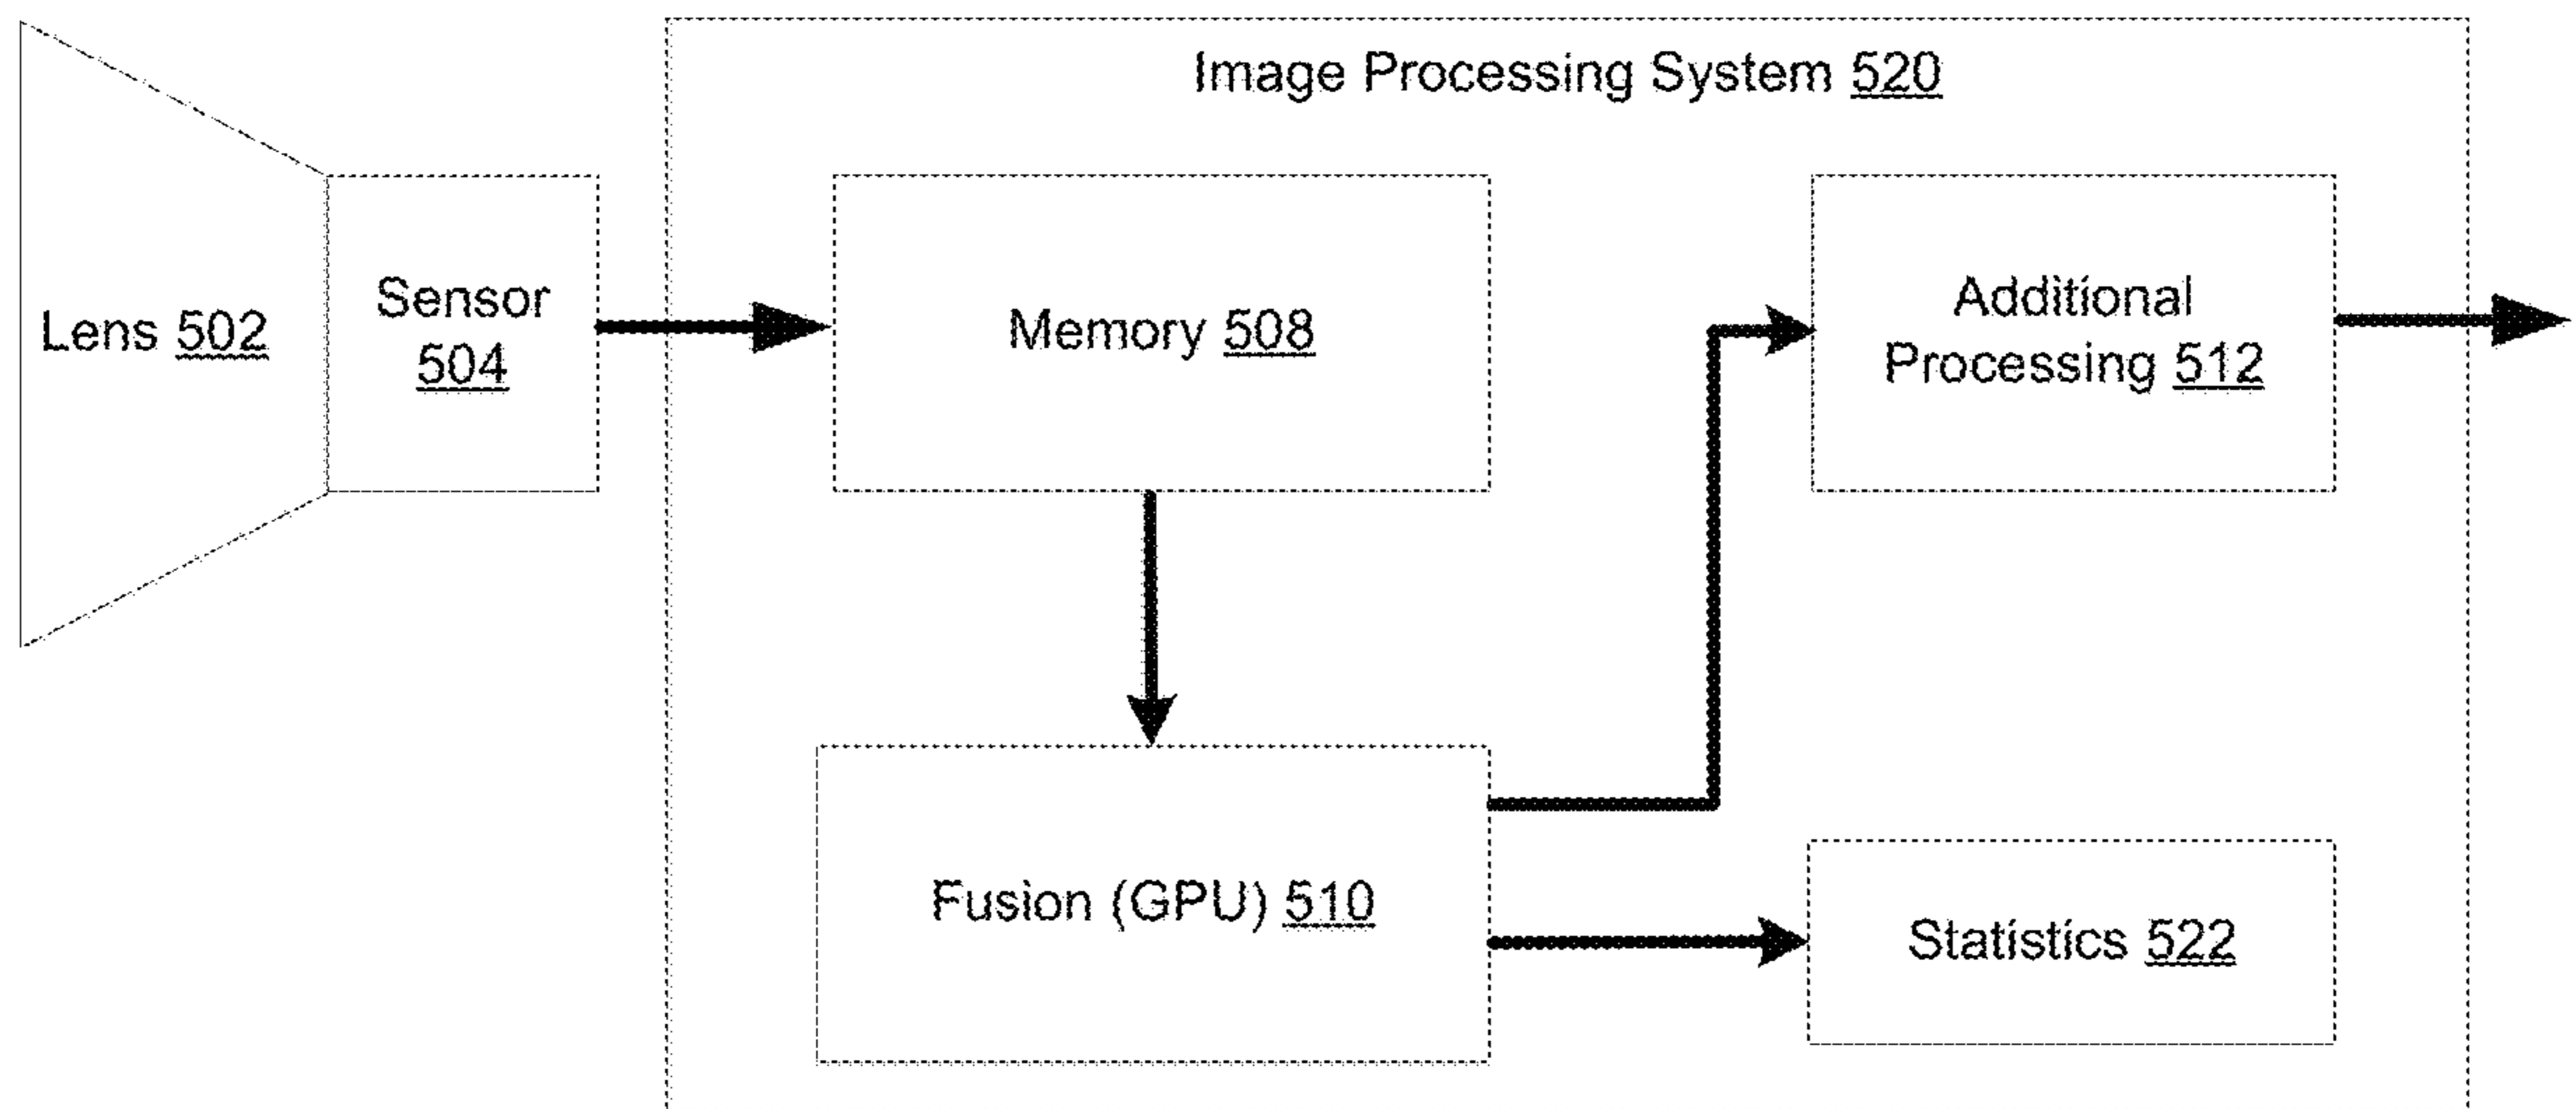 Image Processing System 520
Lens 502
Sensor
504
Memory 508
Additional
Processing 512
Fusion (GPU) 510
Statistics 522